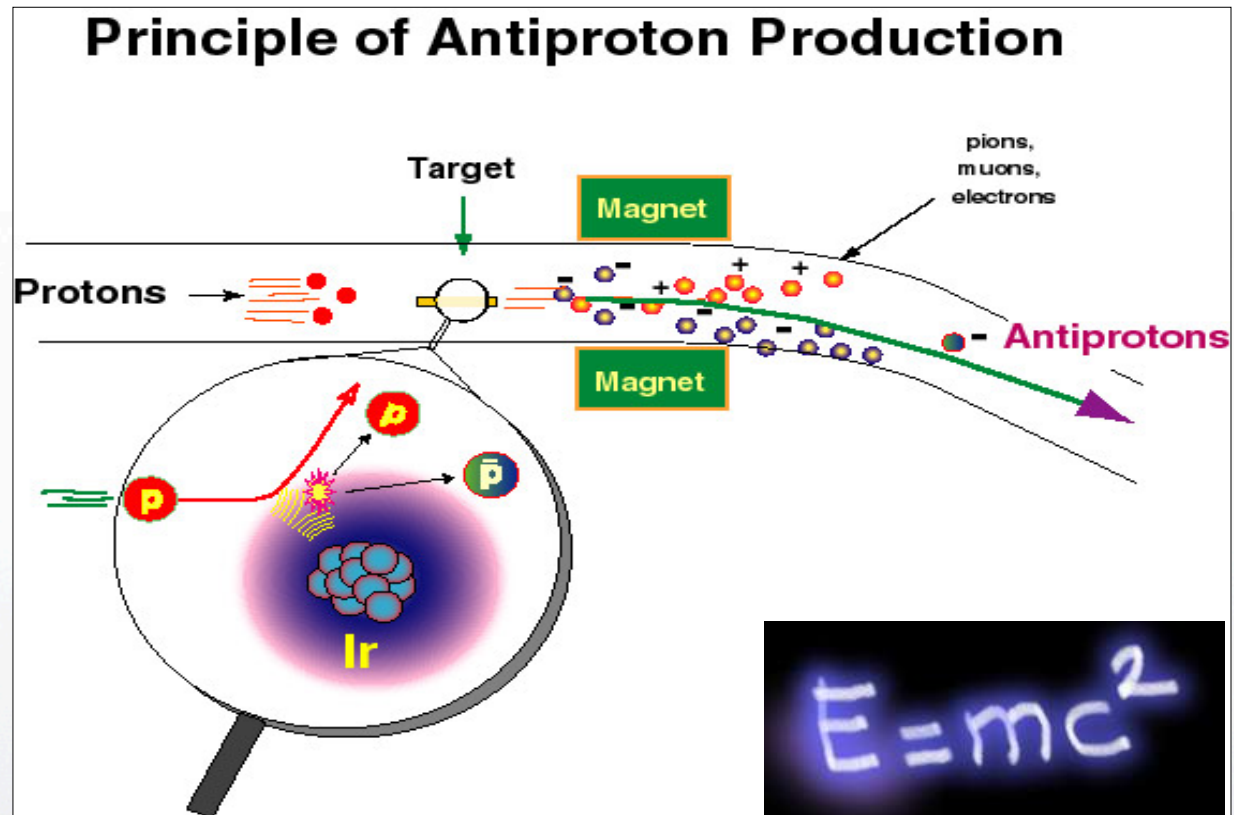 Principle of Antiproton Production
pions,
muons,
electrons
Target
Magnet
Protons
-
-
+
+
+
-
-
-
- Antiprotons
Magnet
p
p
p̄
Ir
E=mc²